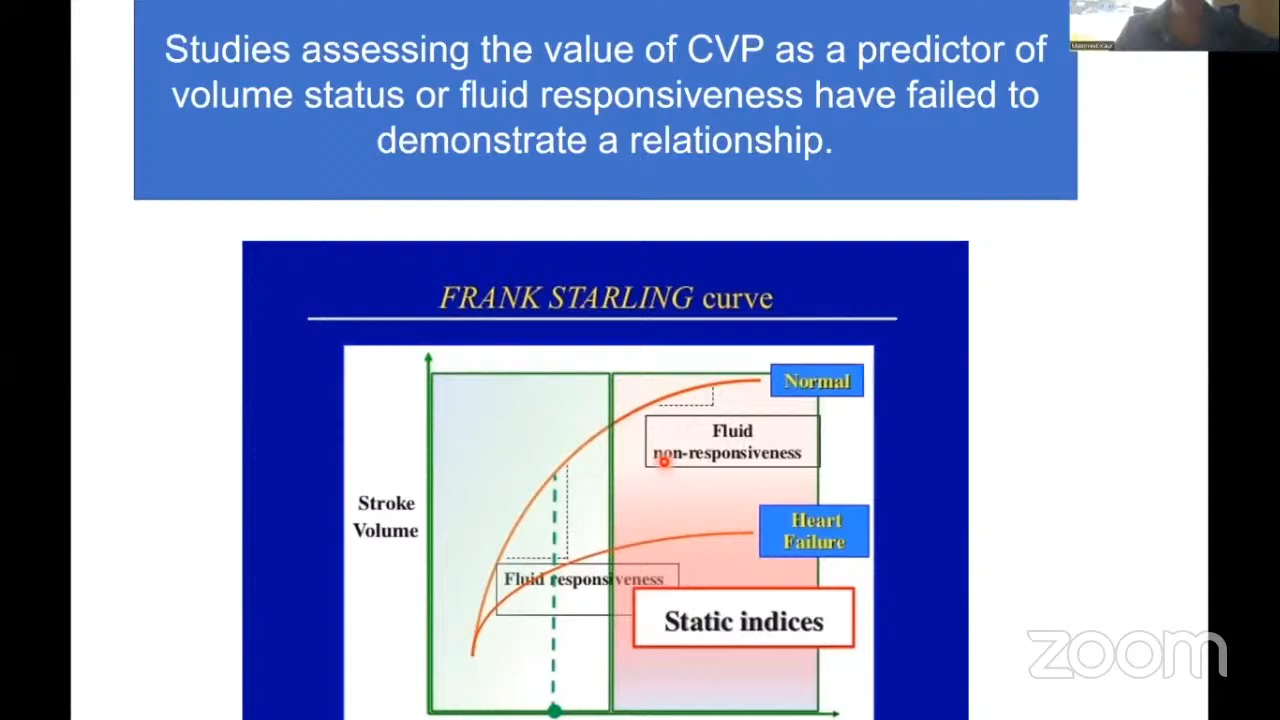 Studies assessing the value of CVP as a predictor of
volume status or fluid responsiveness have failed to
demonstrate a relationship.
FRANK STARLING curve
Normal
Fluid
non-responsiveness
Stroke
Volume
Heart
Failure
Fluid responsiveness
Static indices
zoom